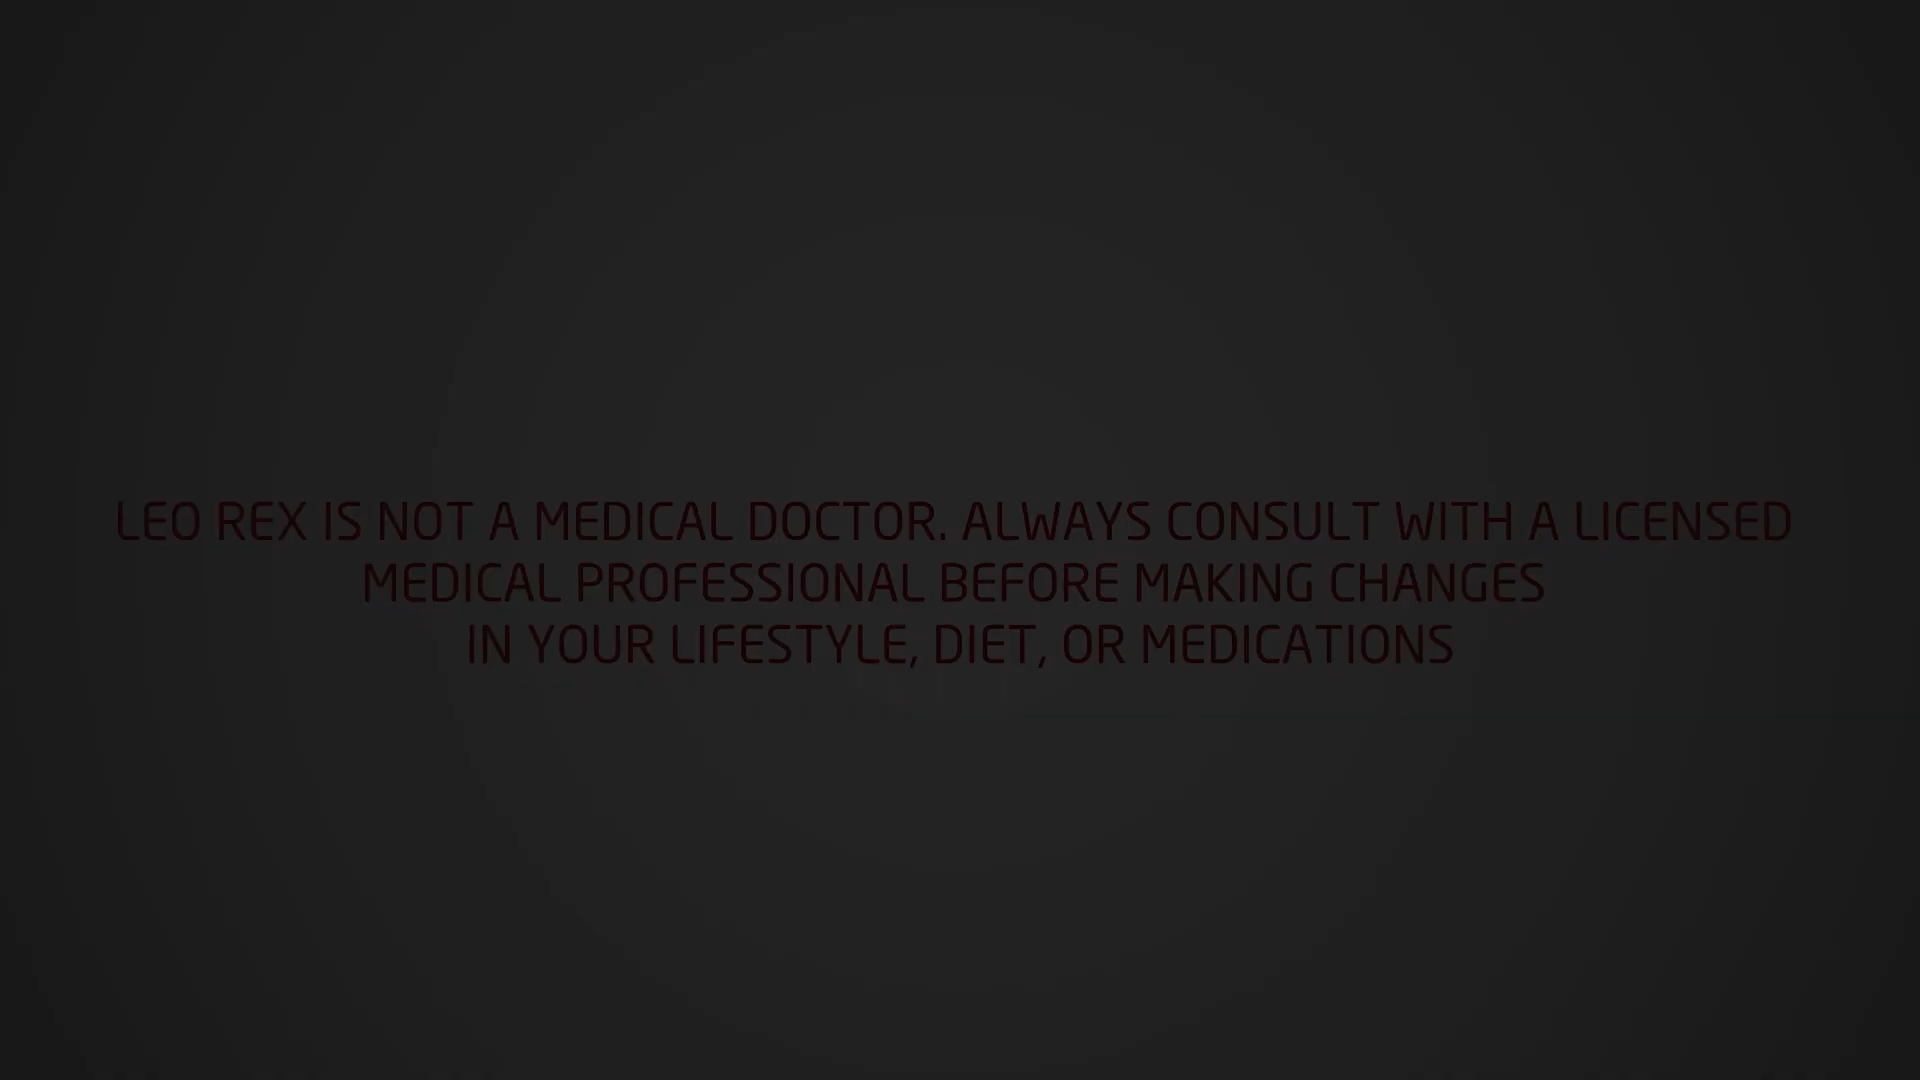 LEO REX IS NOT A MEDICAL DOCTOR. ALWAYS CONSULT WITH A LICENSED
MEDICAL PROFESSIONAL BEFORE MAKING CHANGES
IN YOUR LIFESTYLE, DIET, OR MEDICATIONS